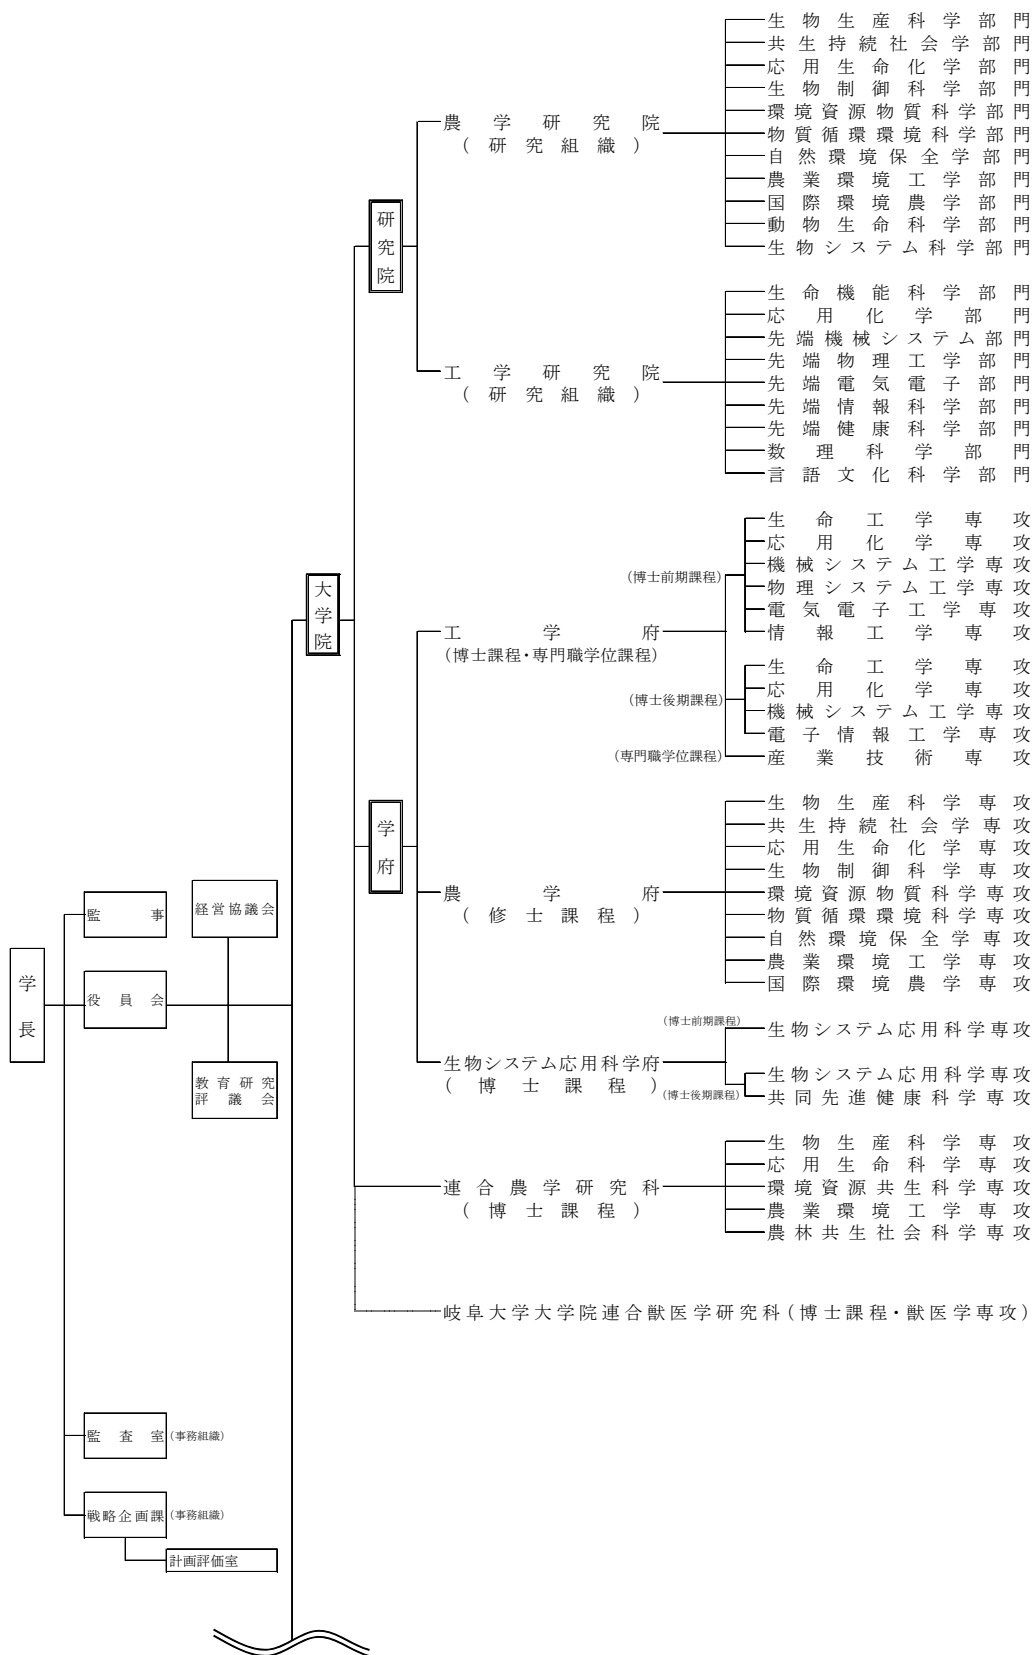 学長
監事
役員会
経営協議会
教育研究
評議会
監査室(事務組織)
戦略企画課(事務組織)
計画評価室
大学院
研究院
農学研究院
(研究組織)
生物生産科学部門
共生持続社会学部門
応用生命化学部門
生物制御科学部門
環境資源物質科学部門
物質循環環境科学部門
自然環境保全学部門
農業環境工学部門
国際環境農学部門
動物生命科学部門
生物システム科学部門
工学研究院
(研究組織)
生命機能科学部門
応用化学部門
先端機械システム部門
先端物理工学部門
先端電気電子部門
先端情報科学部門
先端健康科学部門
数理科学部門
言語文化科学部門
学府
工学府
(博士課程・専門職学位課程)
(博士前期課程)
生命工学専攻
応用化学専攻
機械システム工学専攻
物理システム工学専攻
電気電子工学専攻
情報工学専攻
(博士後期課程)
生命工学専攻
応用化学専攻
機械システム工学専攻
電子情報工学専攻
(専門職学位課程)
産業技術専攻
農学府
(修士課程)
生物生産科学専攻
共生持続社会学専攻
応用生命化学専攻
生物制御科学専攻
環境資源物質科学専攻
物質循環環境科学専攻
自然環境保全学専攻
農業環境工学専攻
国際環境農学専攻
生物システム応用科学府
(博士課程)
(博士前期課程)
生物システム応用科学専攻
(博士後期課程)
生物システム応用科学専攻
共同先進健康科学専攻
連合農学研究科
(博士課程)
生物生産科学専攻
応用生命科学専攻
環境資源共生科学専攻
農業環境工学専攻
農林共生社会科学専攻
岐阜大学大学院連合獣医学研究科(博士課程・獣医学専攻)